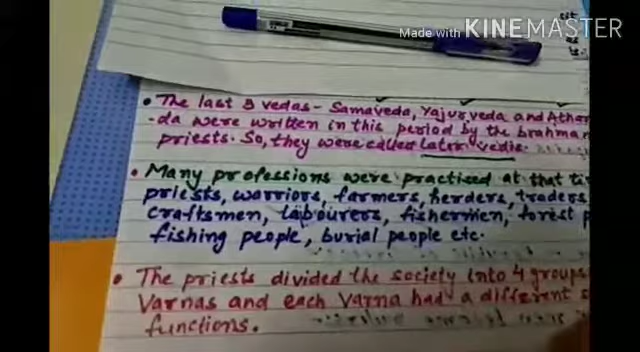 Made with KINEMASTER
• The last 3 vedas - Samaveda, Yajurveda and Athar
-da were written in this period by the brahman
priests. So, they were called later vedic.
• Many professions were practised at that ti
priests, warriors, farmers, herders, traders
craftsmen, labourers, fishermen, forest p
fishing people, burial people etc.
• The priests divided the society into 4 groups
Varnas and each Varna had a different s
functions.